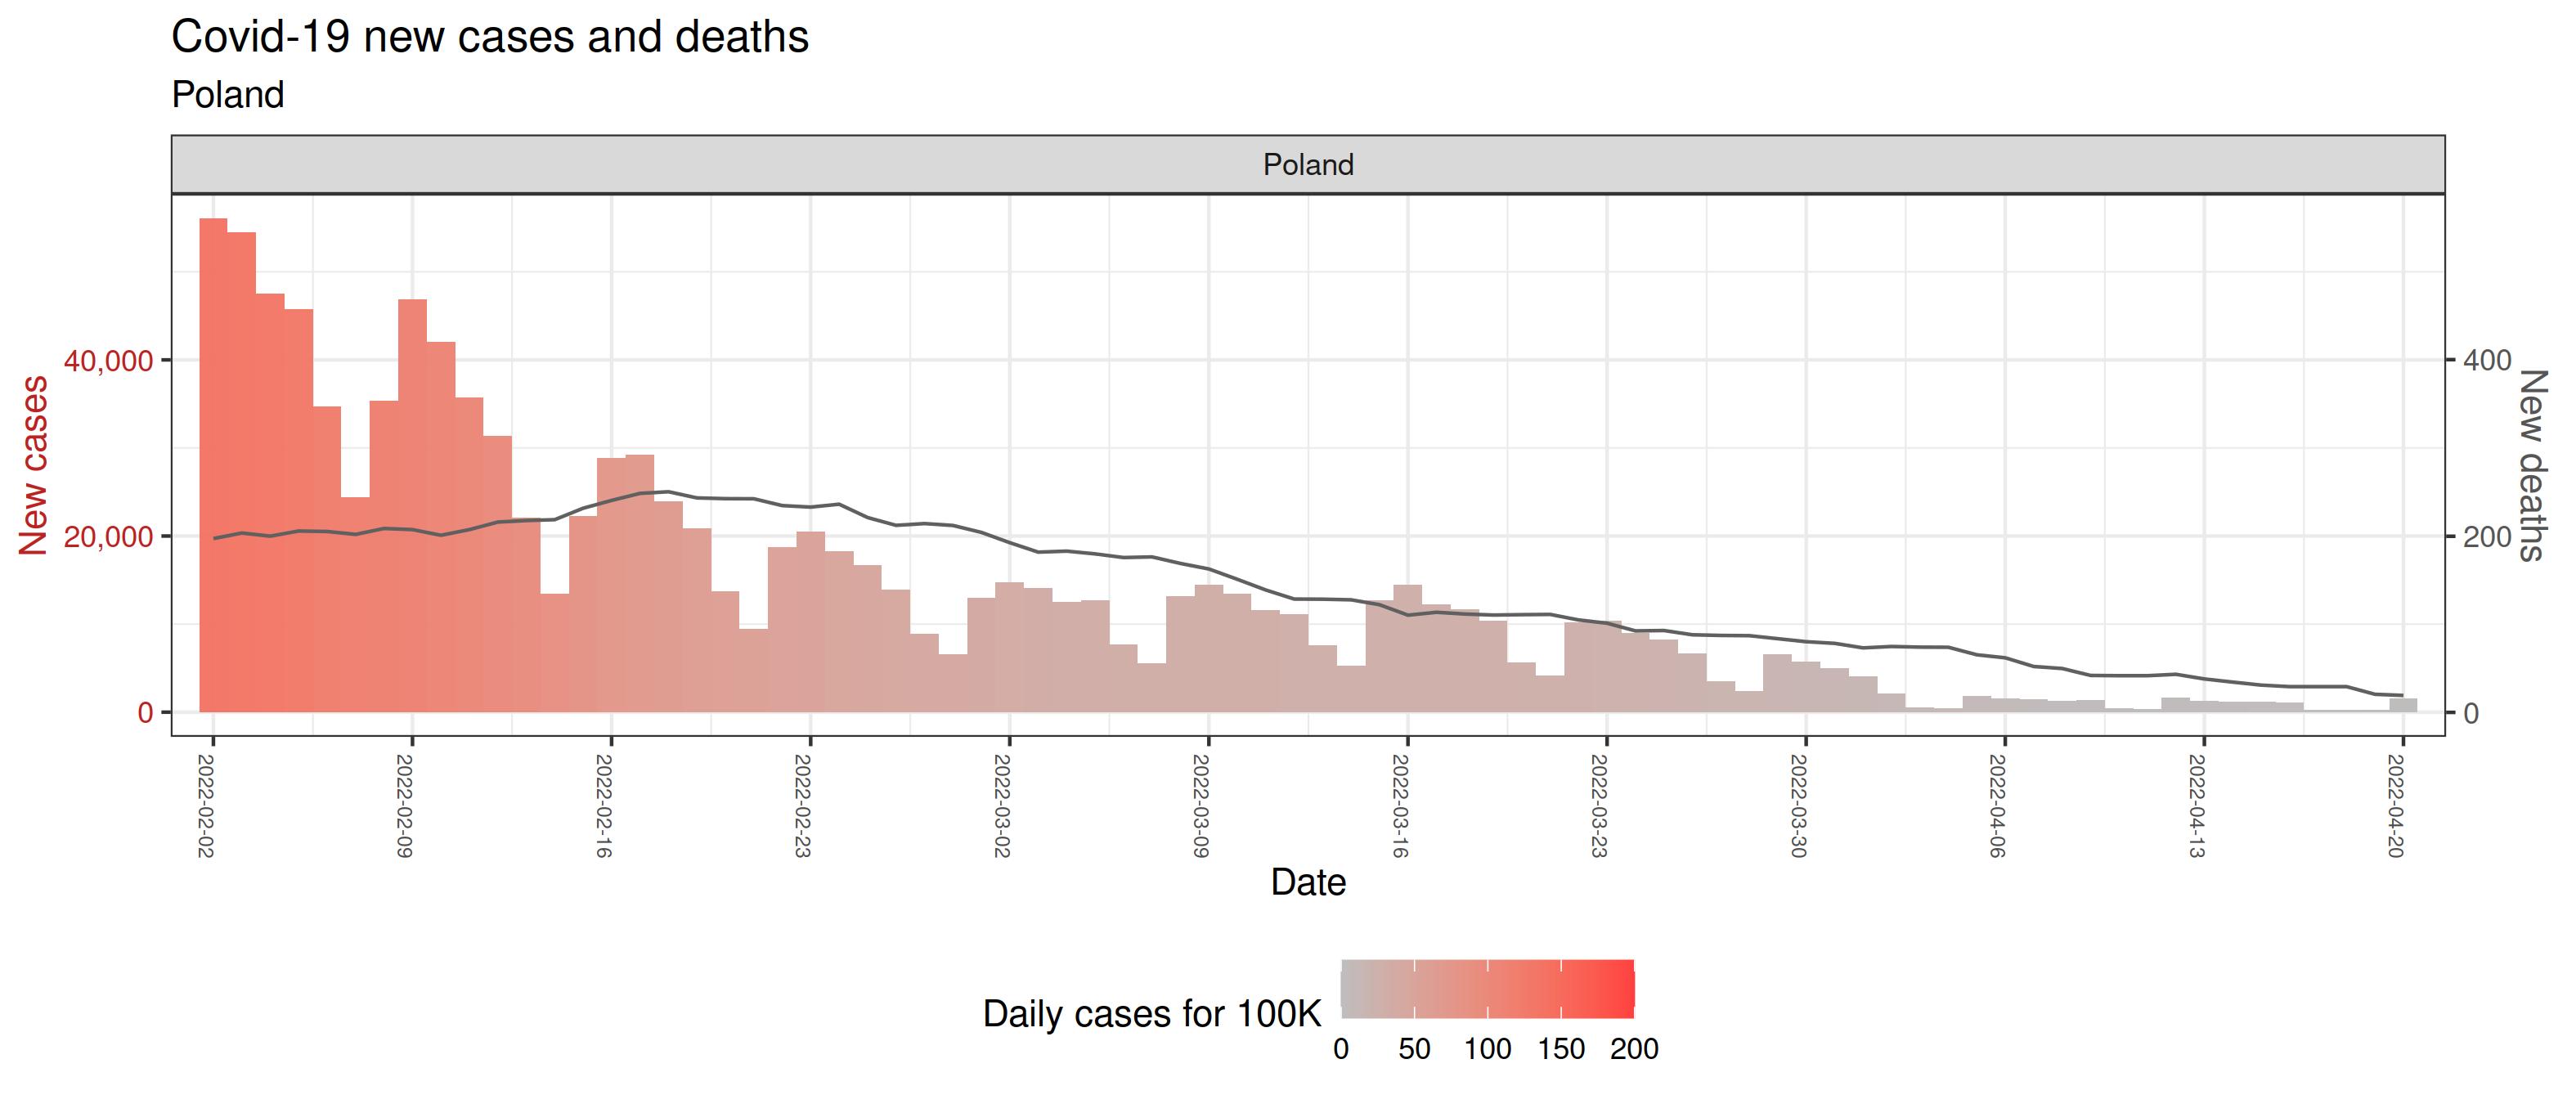 Covid-19 new cases and deaths
Poland
Poland
New cases
40,000
20,000
0
400
200
0
New deaths
2022-02-02
2022-02-09
2022-02-16
2022-02-23
2022-03-02
2022-03-09
2022-03-16
2022-03-23
2022-03-30
2022-04-06
2022-04-13
2022-04-20
Date
Daily cases for 100K
0 50 100 150 200